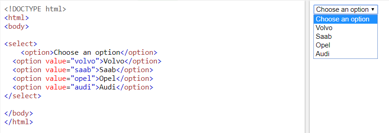 <!DOCTYPE html>
<html>
<body>
<select>
<option>Choose an option</option>
<option value="volvo">Volvo</option>
<option value="saab">Saab</option>
<option value="opel">Opel</option>
<option value="audi">Audi</option>
</select>
</body>
</html>
Choose an option
Choose an option
Volvo
Saab
Opel
Audi